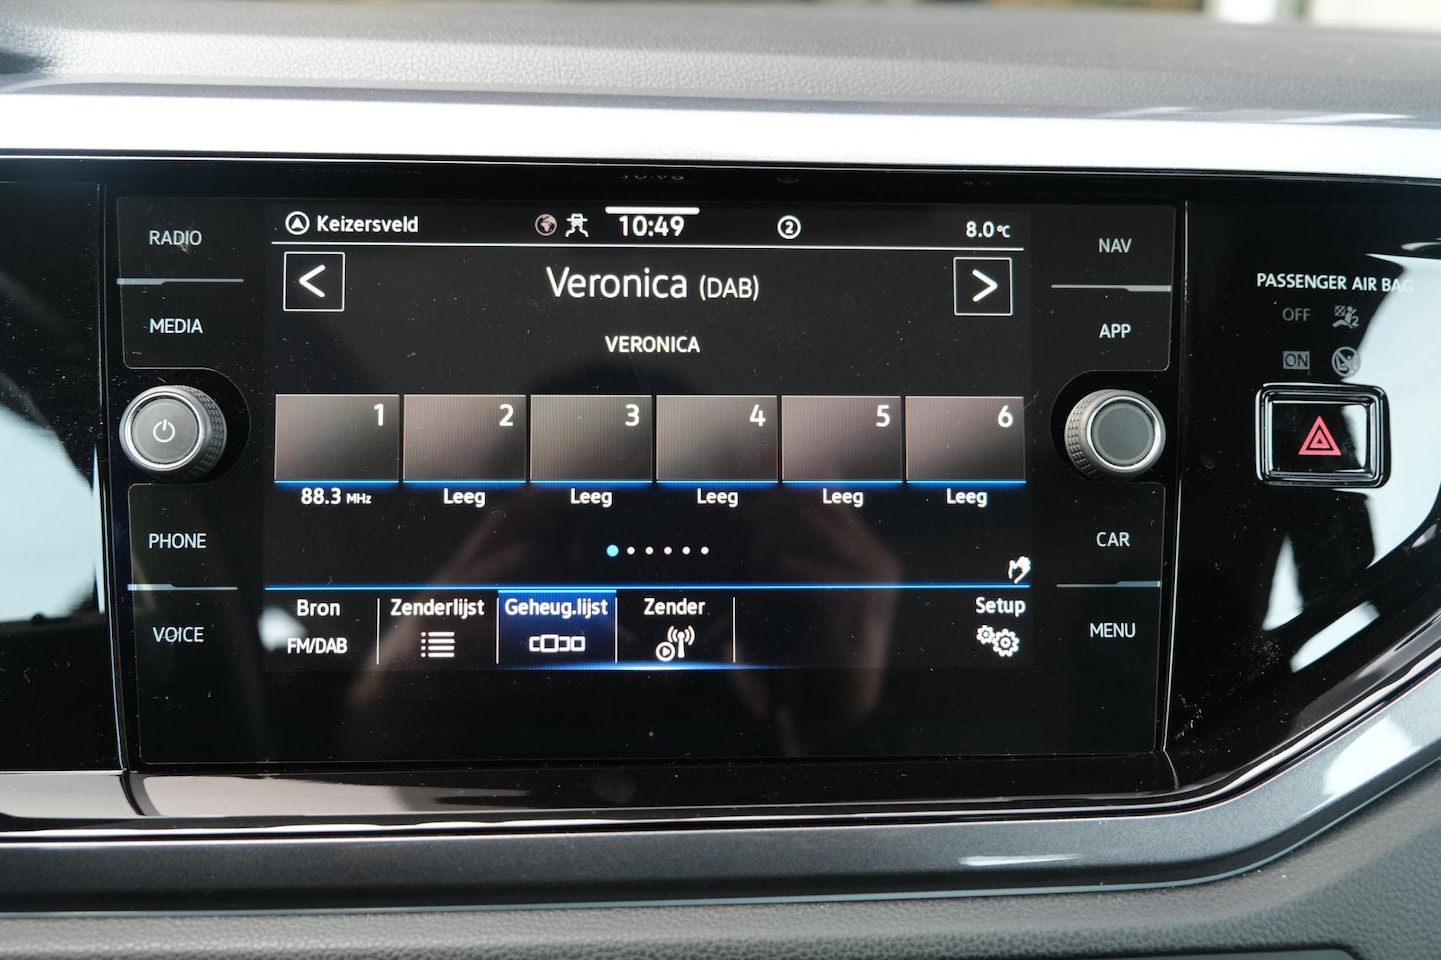 Keizersveld 10:49 2 8.0 °C
RADIO
MEDIA
PHONE
VOICE
< Veronica (DAB) >
VERONICA
1 2 3 4 5 6
88.3 MHz Leeg Leeg Leeg Leeg Leeg
Bron Zenderlijst Geheug.lijst Zender Setup
FM/DAB
NAV
APP
CAR
MENU
PASSENGER AIR BAG
OFF 2
ON